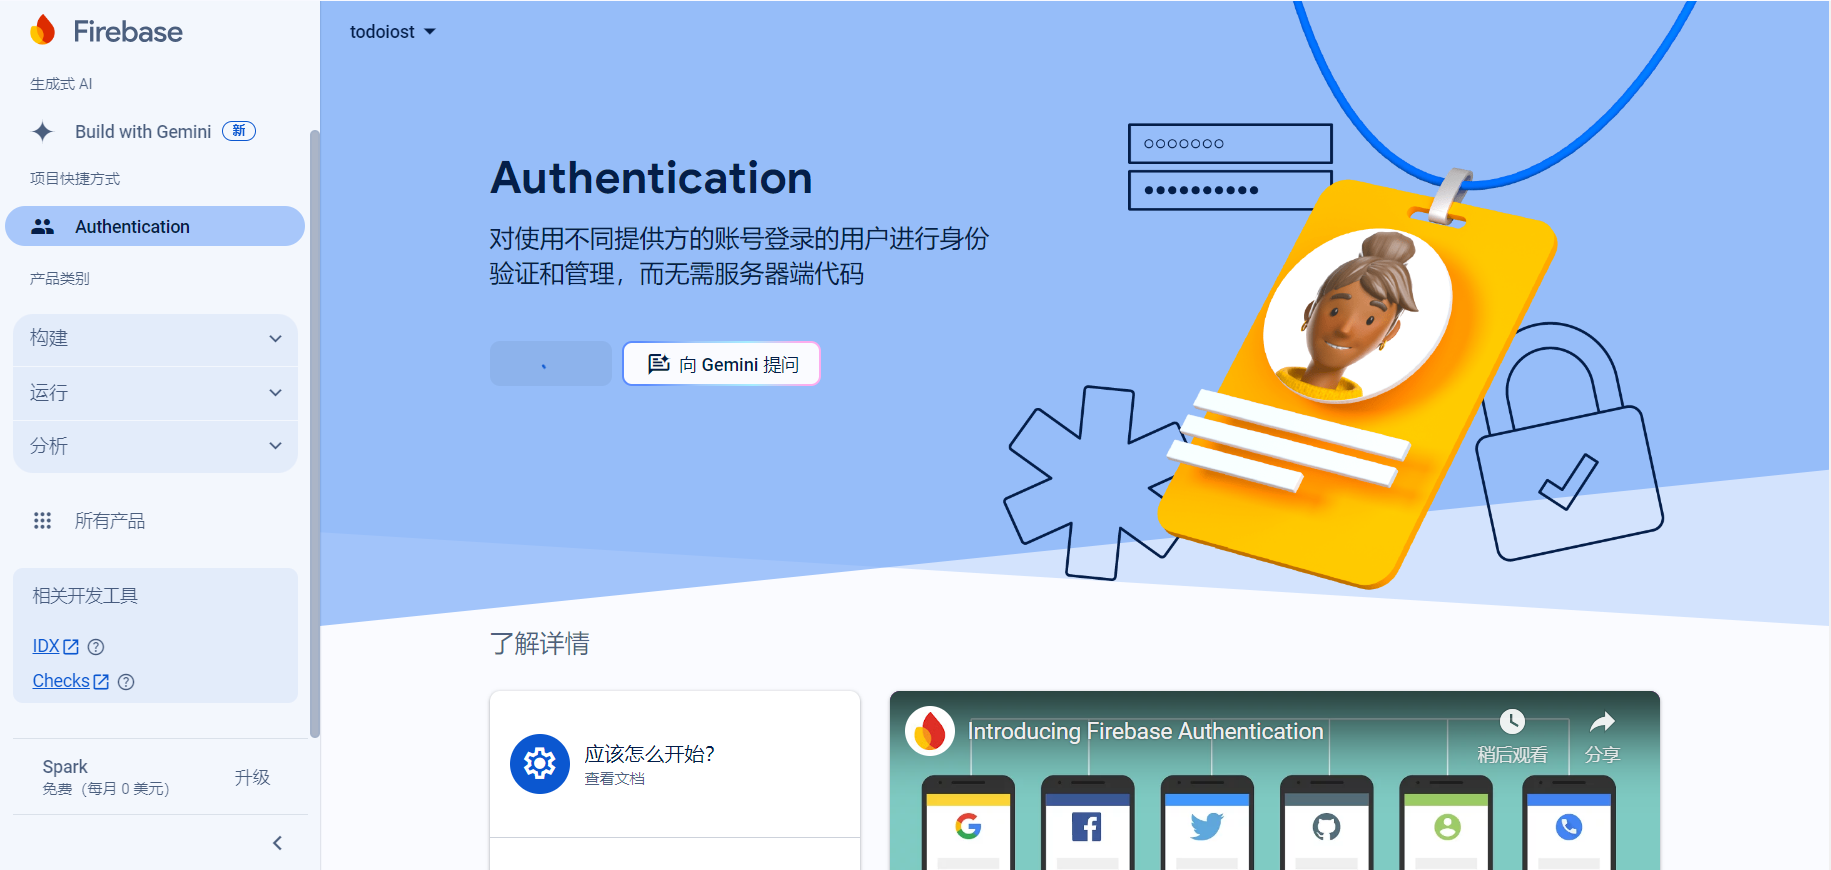 Firebase
生成式 AI
Build with Gemini 新
项目快捷方式
Authentication
产品类别
构建
运行
分析
所有产品
相关开发工具
IDX
Checks
Spark
免费（每月 0 美元）
升级
todoiost
Authentication
对使用不同提供方的账号登录的用户进行身份
验证和管理，而无需服务器端代码
向 Gemini 提问
了解详情
应该怎么开始？
查看文档
Introducing Firebase Authentication
稍后观看
分享